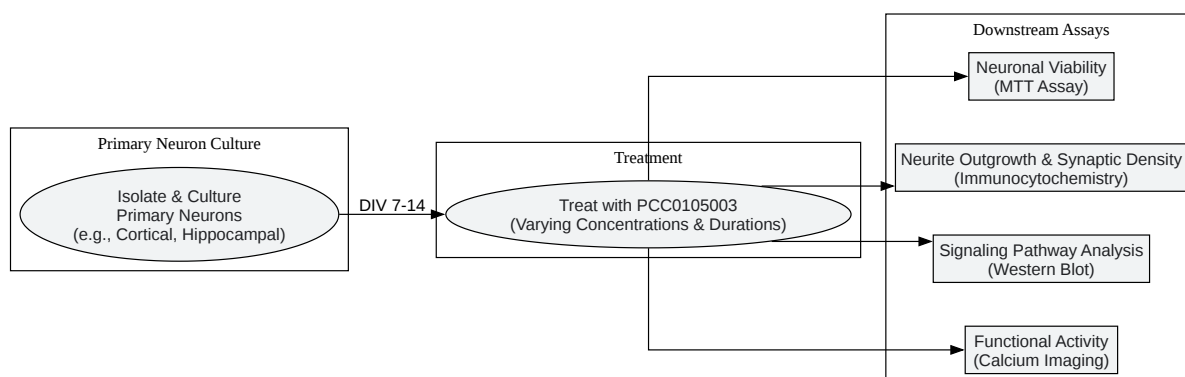 Primary Neuron Culture
Isolate & Culture
Primary Neurons
(e.g., Cortical, Hippocampal)
DIV 7-14
Treatment
Treat with PCC0105003
(Varying Concentrations & Durations)
Downstream Assays
Neuronal Viability
(MTT Assay)
Neurite Outgrowth & Synaptic Density
(Immunocytochemistry)
Signaling Pathway Analysis
(Western Blot)
Functional Activity
(Calcium Imaging)